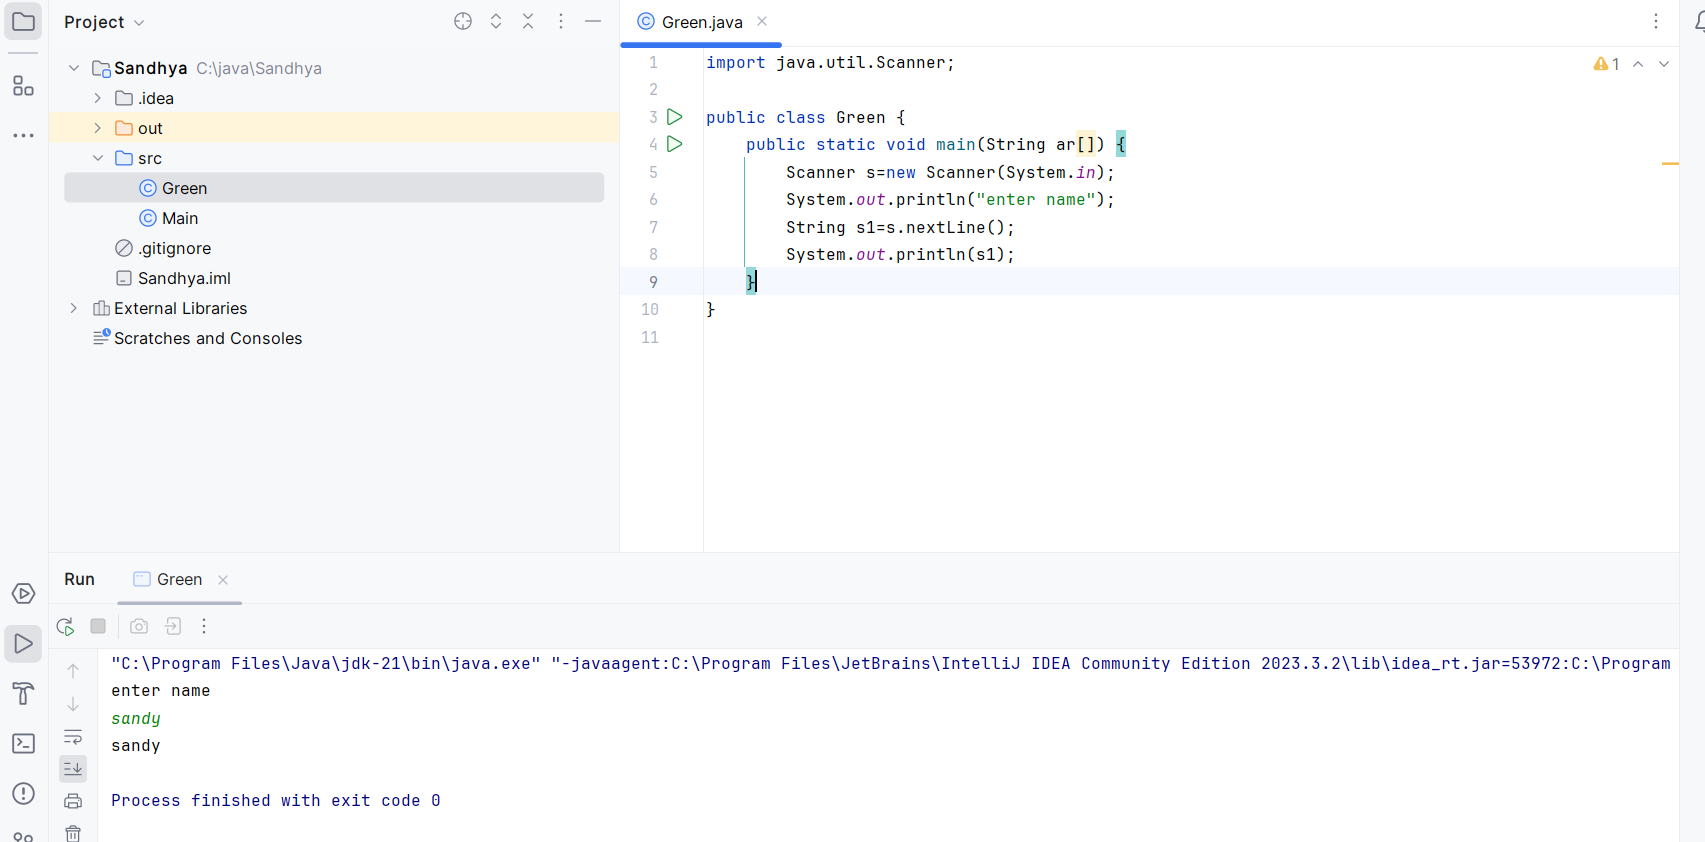 Project
Sandhya C:\java\Sandhya
.idea
out
src
Green
Main
.gitignore
Sandhya.iml
External Libraries
Scratches and Consoles
Green.java
1
1 import java.util.Scanner;
2
3 public class Green {
4 public static void main(String ar[]) {
5 Scanner s=new Scanner(System.in);
6 System.out.println("enter name");
7 String s1=s.nextLine();
8 System.out.println(s1);
9 }
10 }
11
Run Green
"C:\Program Files\Java\jdk-21\bin\java.exe" "-javaagent:C:\Program Files\JetBrains\IntelliJ IDEA Community Edition 2023.3.2\lib\idea_rt.jar=53972:C:\Program
enter name
sandy
sandy
Process finished with exit code 0